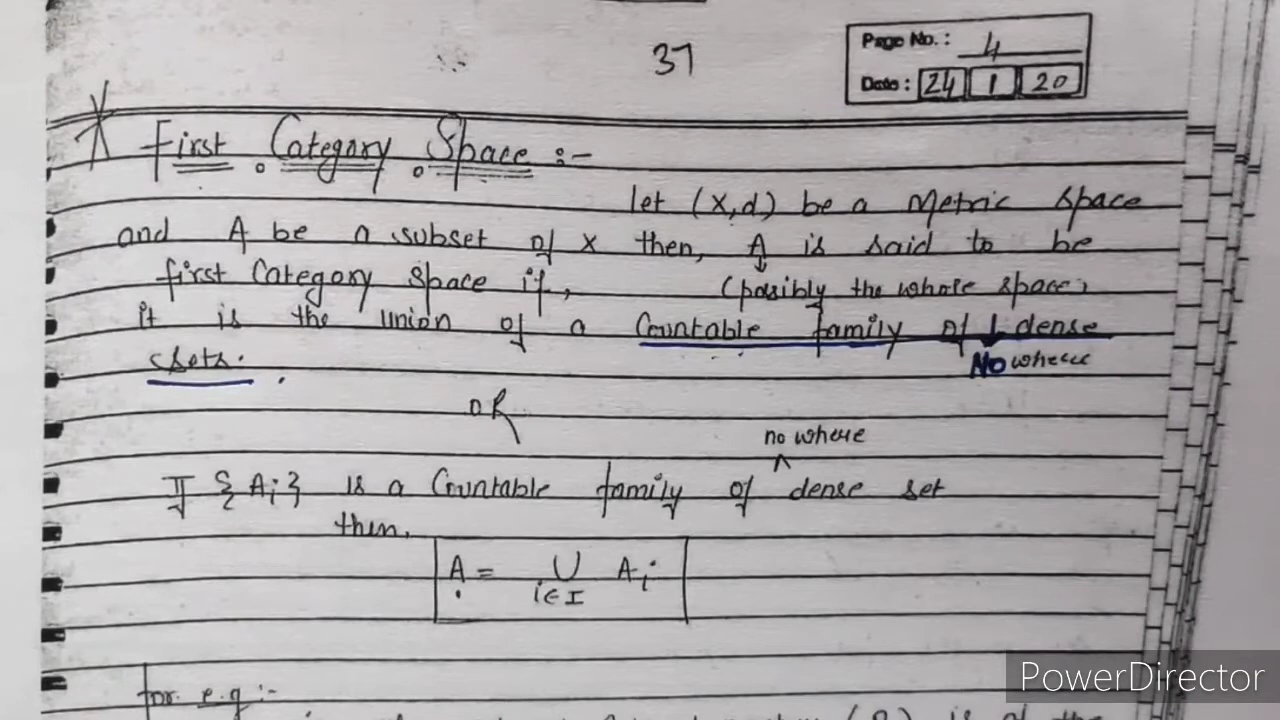 37
Page No.: 4
Date: 24 1 20
First Category Space :-
let (X,d) be a Metric Space
and A be a subset of X then, A is said to be
first Category Space if, (possibly the whole space)
it is the union of a Countable family of dense
No where
sets.
OR
no where
If {Ai} is a Countable family of dense set
then,
A = ∪ Ai
i∈I
for e.g :-
(R) is of the
PowerDirector